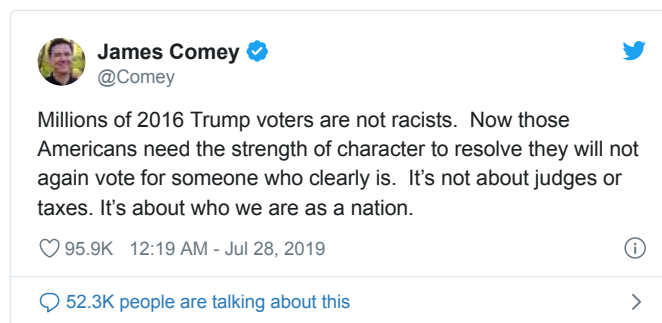 James Comey
@Comey
Millions of 2016 Trump voters are not racists.  Now those
Americans need the strength of character to resolve they will not
again vote for someone who clearly is.  It’s not about judges or
taxes. It’s about who we are as a nation.
95.9K 12:19 AM - Jul 28, 2019
52.3K people are talking about this